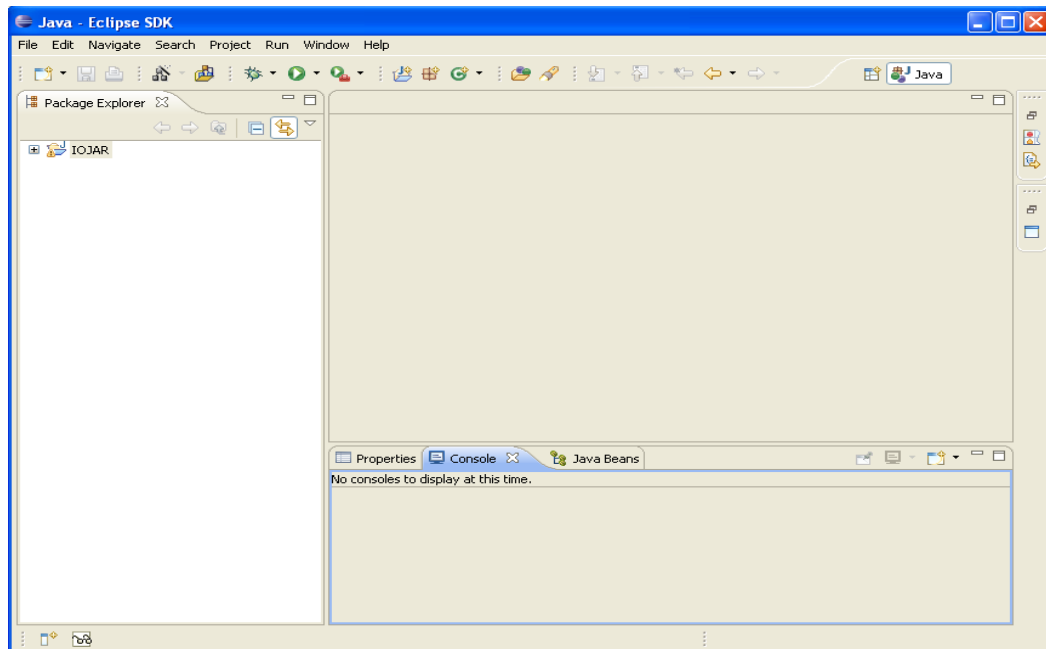 Java - Eclipse SDK
File Edit Navigate Search Project Run Window Help
Java
Package Explorer
IOJAR
Properties Console Java Beans
No consoles to display at this time.